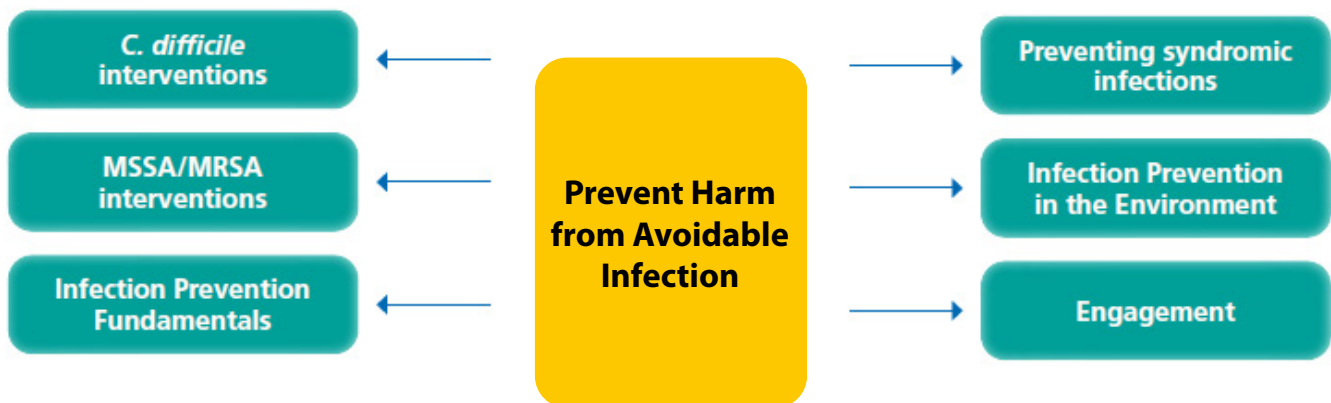 C. difficile
interventions
MSSA/MRSA
interventions
Infection Prevention
Fundamentals
Prevent Harm
from Avoidable
Infection
Preventing syndromic
infections
Infection Prevention
in the Environment
Engagement